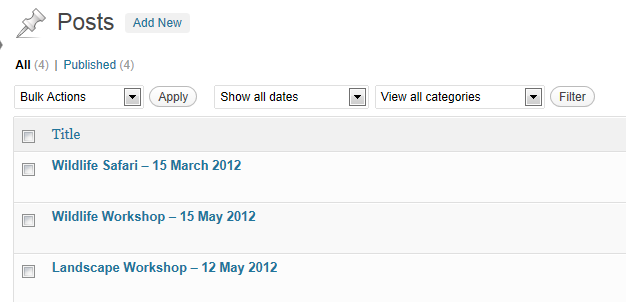 Posts Add New
All (4) | Published (4)
Bulk Actions Apply Show all dates View all categories Filter
Title
Wildlife Safari – 15 March 2012
Wildlife Workshop – 15 May 2012
Landscape Workshop – 12 May 2012